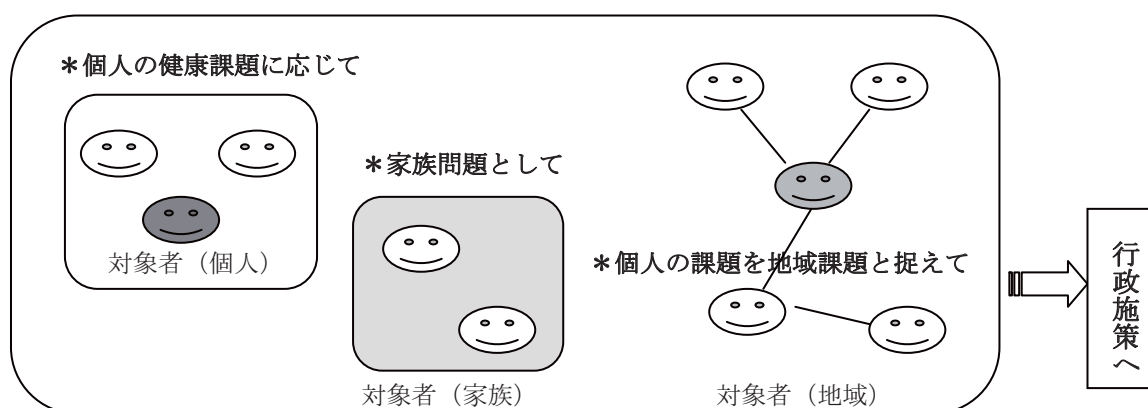 ＊個人の健康課題に応じて
対象者（個人）
＊家族問題として
対象者（家族）
＊個人の課題を地域課題と捉えて
対象者（地域）
行政施策へ